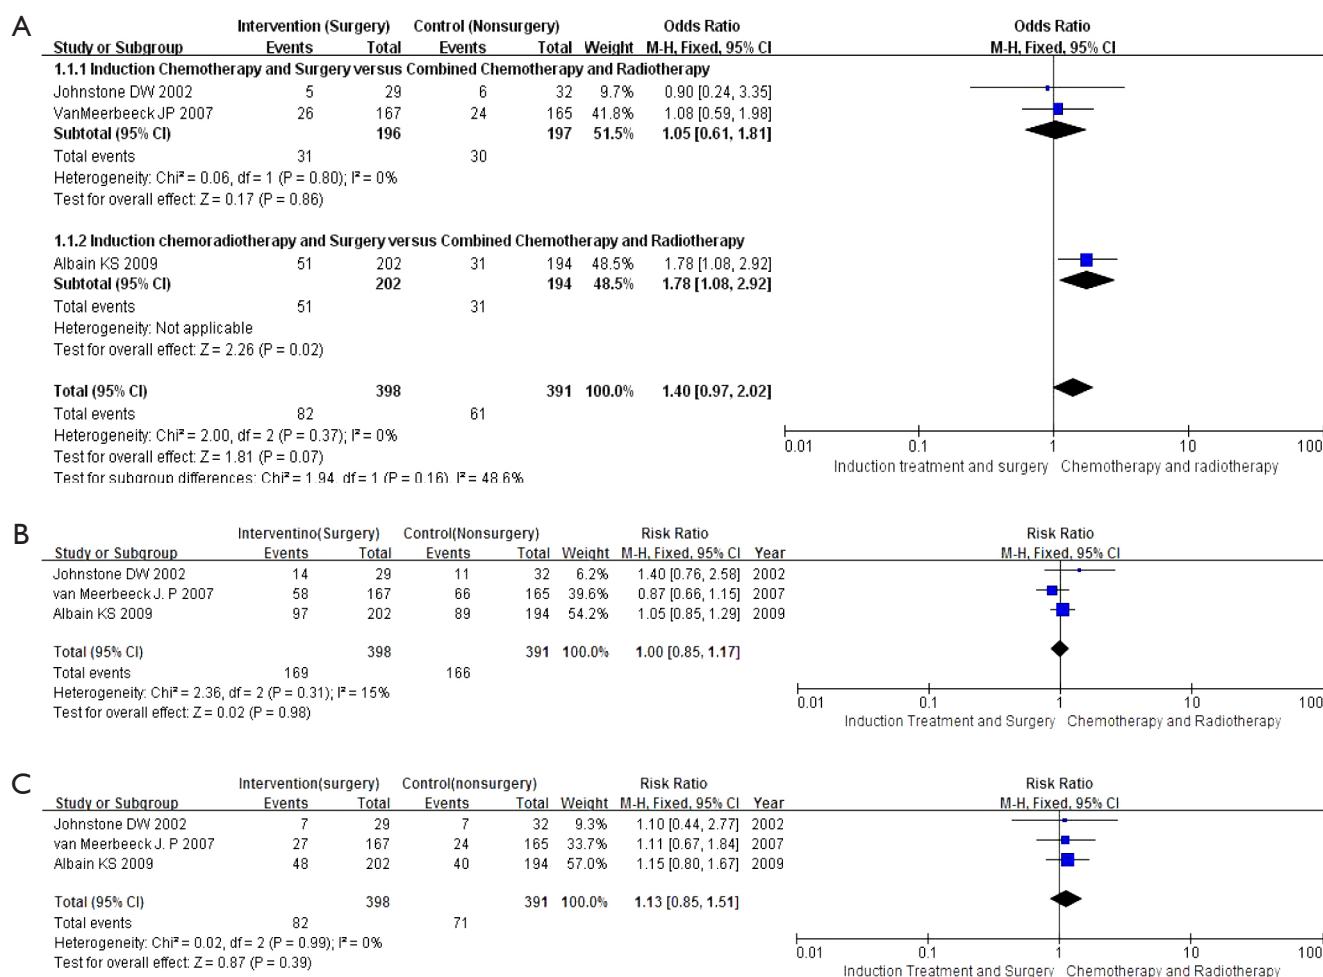 A
Intervention (Surgery) Control (Nonsurgery) Odds Ratio Odds Ratio
Study or Subgroup Events Total Events Total Weight M-H, Fixed, 95% CI M-H, Fixed, 95% CI
1.1.1 Induction Chemotherapy and Surgery versus Combined Chemotherapy and Radiotherapy
Johnstone DW 2002 5 29 6 32 9.7% 0.90 [0.24, 3.35]
VanMeerbeeck JP 2007 26 167 24 165 41.8% 1.08 [0.59, 1.98]
Subtotal (95% CI) 196 197 51.5% 1.05 [0.61, 1.81]
Total events 31 30
Heterogeneity: Chi² = 0.06, df = 1 (P = 0.80); I² = 0%
Test for overall effect: Z = 0.17 (P = 0.86)
1.1.2 Induction chemoradiotherapy and Surgery versus Combined Chemotherapy and Radiotherapy
Albain KS 2009 51 202 31 194 48.5% 1.78 [1.08, 2.92]
Subtotal (95% CI) 202 194 48.5% 1.78 [1.08, 2.92]
Total events 51 31
Heterogeneity: Not applicable
Test for overall effect: Z = 2.26 (P = 0.02)
Total (95% CI) 398 391 100.0% 1.40 [0.97, 2.02]
Total events 82 61
Heterogeneity: Chi² = 2.00, df = 2 (P = 0.37); I² = 0%
Test for overall effect: Z = 1.81 (P = 0.07)
Test for subgroup differences: Chi² = 1.94, df = 1 (P = 0.16), I² = 48.6%
0.01 0.1 1 10 100
Induction treatment and surgery Chemotherapy and radiotherapy
B
Interventino(Surgery) Control(Nonsurgery) Risk Ratio Risk Ratio
Study or Subgroup Events Total Events Total Weight M-H, Fixed, 95% CI Year M-H, Fixed, 95% CI
Johnstone DW 2002 14 29 11 32 6.2% 1.40 [0.76, 2.58] 2002
van Meerbeeck J. P 2007 58 167 66 165 39.6% 0.87 [0.66, 1.15] 2007
Albain KS 2009 97 202 89 194 54.2% 1.05 [0.85, 1.29] 2009
Total (95% CI) 398 391 100.0% 1.00 [0.85, 1.17]
Total events 169 166
Heterogeneity: Chi² = 2.36, df = 2 (P = 0.31); I² = 15%
Test for overall effect: Z = 0.02 (P = 0.98)
0.01 0.1 1 10 100
Induction Treatment and Surgery Chemotherapy and Radiotherapy
C
Intervention(surgery) Control(nonsurgery) Risk Ratio Risk Ratio
Study or Subgroup Events Total Events Total Weight M-H, Fixed, 95% CI Year M-H, Fixed, 95% CI
Johnstone DW 2002 7 29 7 32 9.3% 1.10 [0.44, 2.77] 2002
van Meerbeeck J. P 2007 27 167 24 165 33.7% 1.11 [0.67, 1.84] 2007
Albain KS 2009 48 202 40 194 57.0% 1.15 [0.80, 1.67] 2009
Total (95% CI) 398 391 100.0% 1.13 [0.85, 1.51]
Total events 82 71
Heterogeneity: Chi² = 0.02, df = 2 (P = 0.99); I² = 0%
Test for overall effect: Z = 0.87 (P = 0.39)
0.01 0.1 1 10 100
Induction Treatment and Surgery Chemotherapy and Radiotherapy